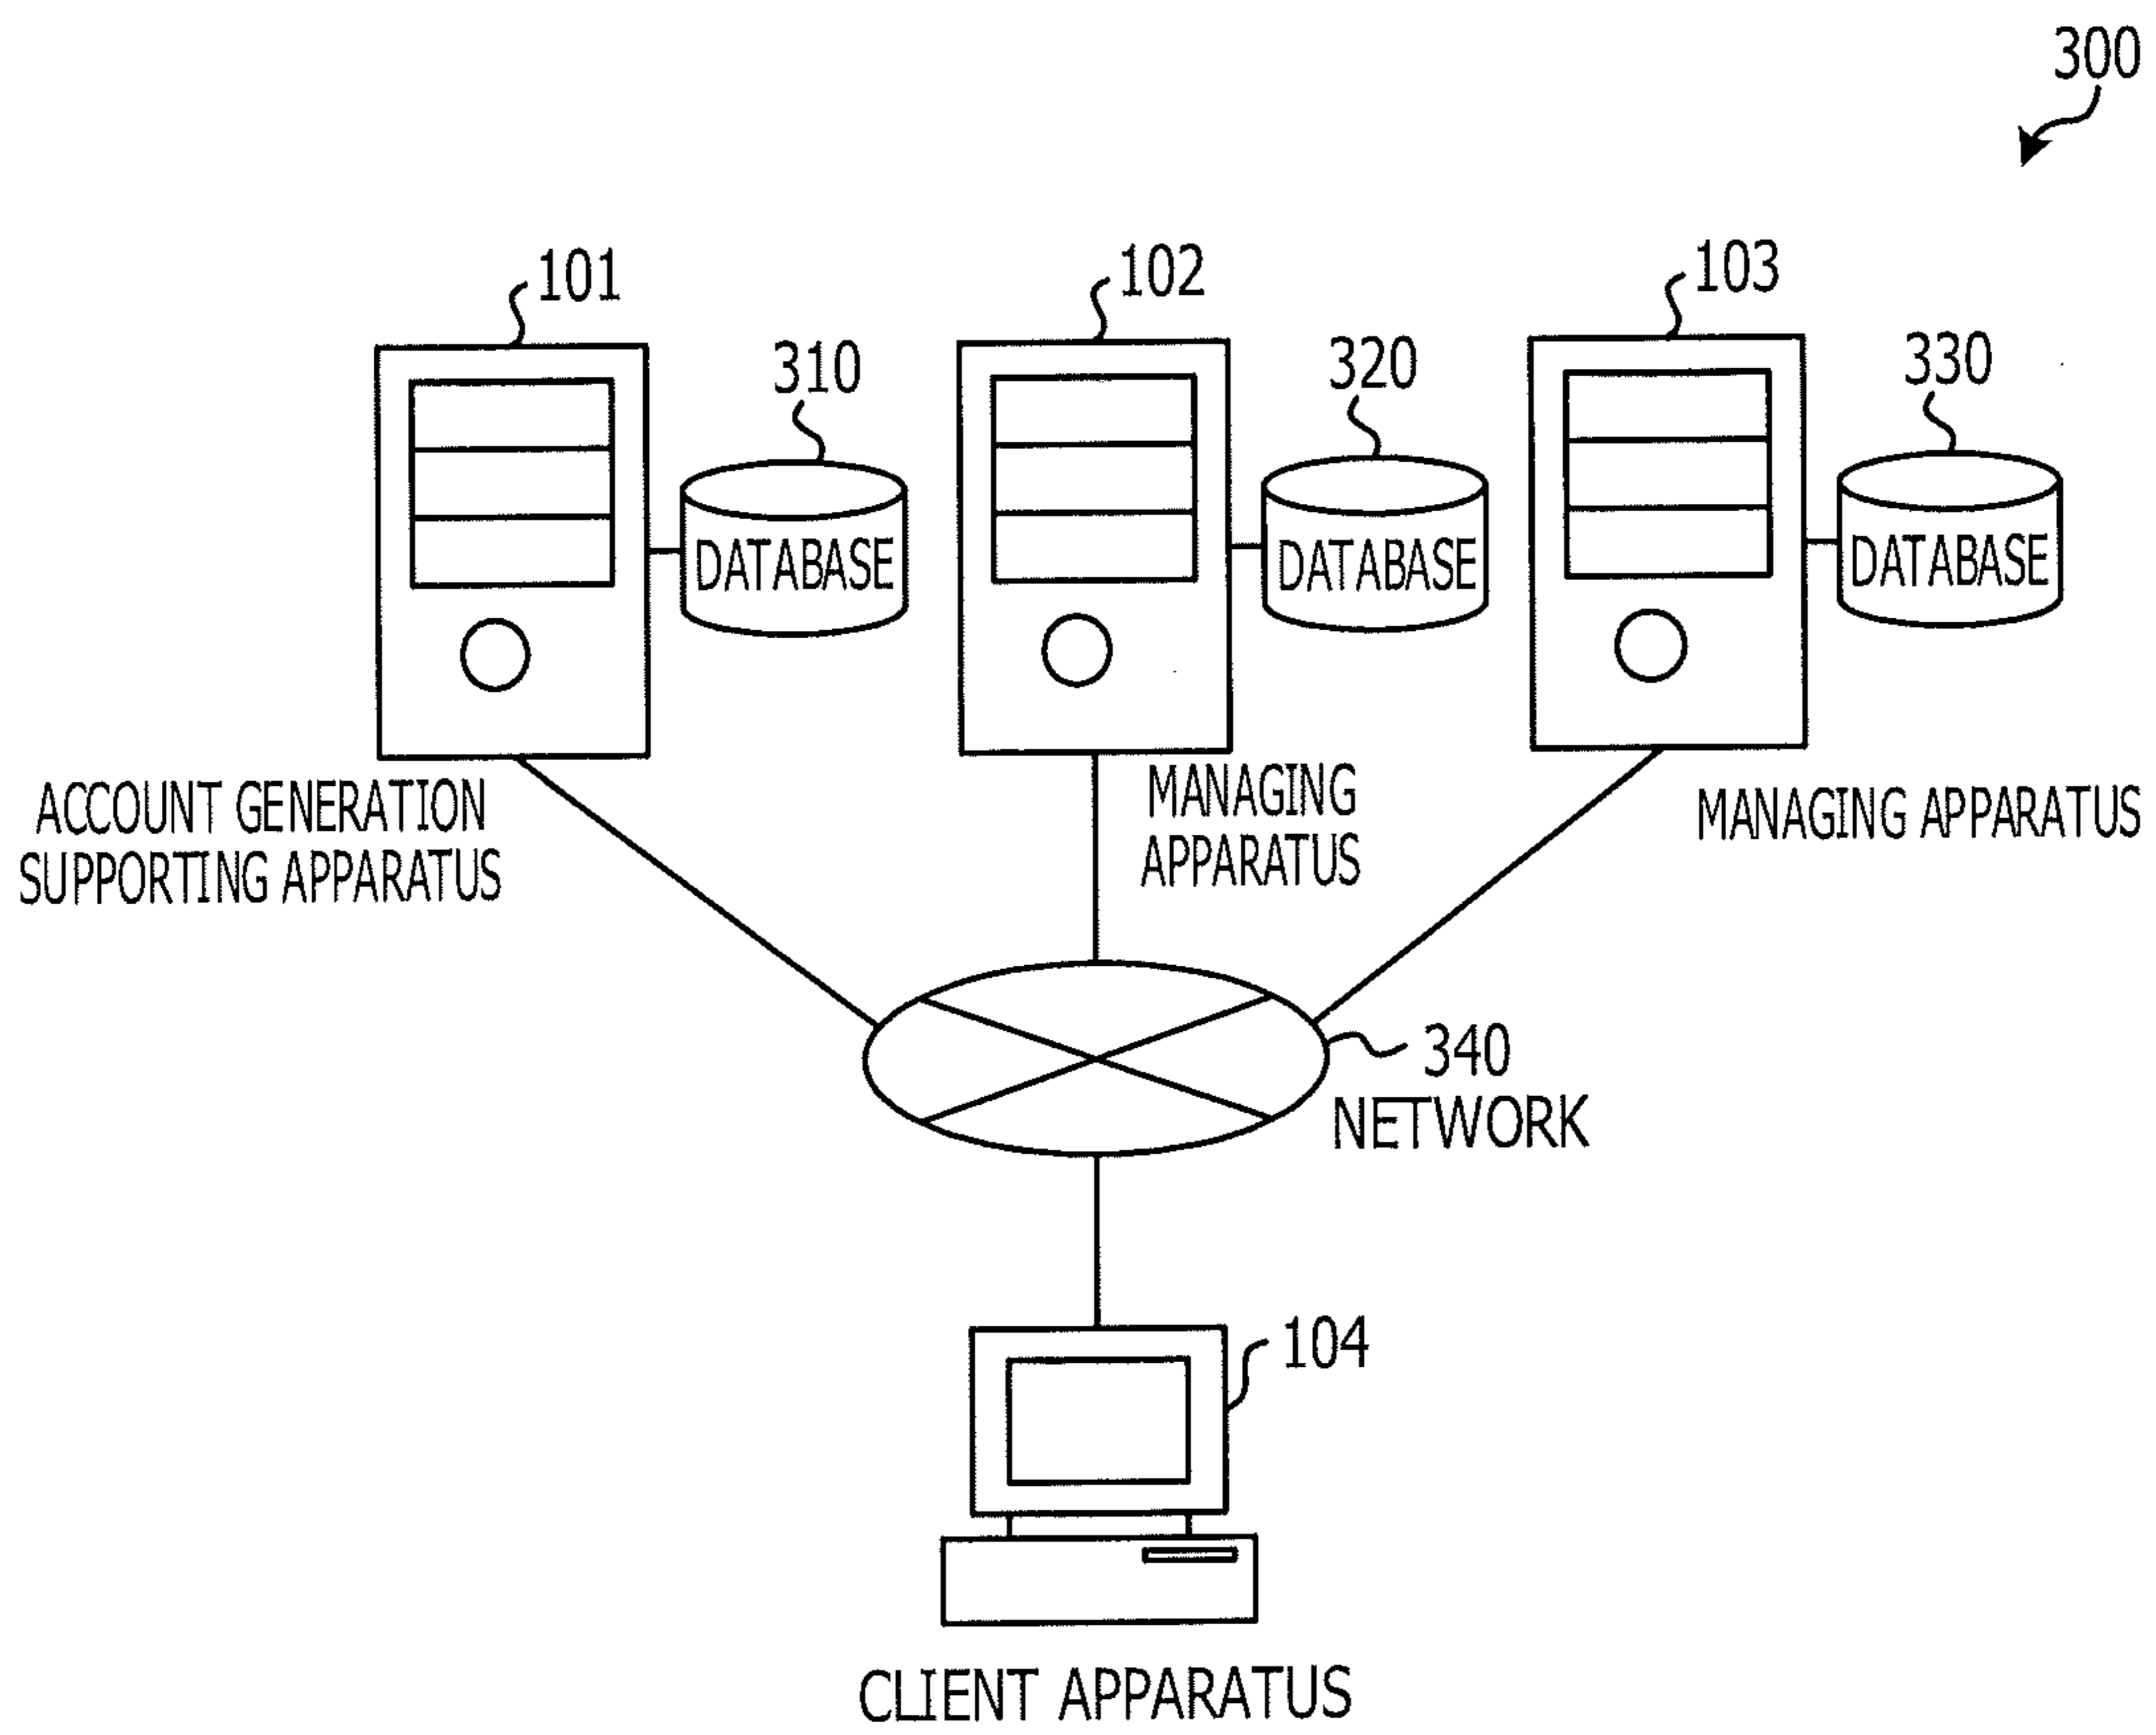 300
101
102
103
310
320
330
DATABASE
DATABASE
DATABASE
ACCOUNT GENERATION
SUPPORTING APPARATUS
MANAGING
APPARATUS
MANAGING APPARATUS
340
NETWORK
104
CLIENT APPARATUS